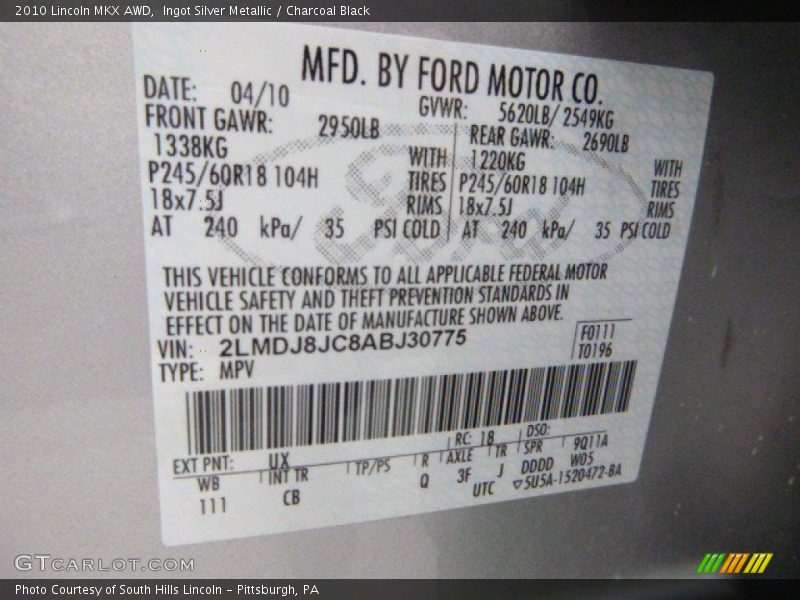 2010 Lincoln MKX AWD,  Ingot Silver Metallic / Charcoal Black
MFD. BY FORD MOTOR CO.
DATE: 04/10 GVWR: 5620LB/ 2549KG
FRONT GAWR: 2950LB REAR GAWR: 2690LB
1338KG WITH 1220KG WITH
P245/60R18 104H TIRES P245/60R18 104H TIRES
18x7.5J RIMS 18x7.5J RIMS
AT 240 kPa/ 35 PSI COLD AT 240 kPa/ 35 PSI COLD
Ford
THIS VEHICLE CONFORMS TO ALL APPLICABLE FEDERAL MOTOR
VEHICLE SAFETY AND THEFT PREVENTION STANDARDS IN
EFFECT ON THE DATE OF MANUFACTURE SHOWN ABOVE.
VIN: 2LMDJ8JC8ABJ30775 F0111
TYPE: MPV T0196
EXT PNT: UX RC: 18 DSO:
WB INT TR TP/PS R AXLE TR SPR 9Q11A
111 CB Q 3F J DDDD W05
UTC ▽5U5A-1520472-BA
GTCARLOT.COM
Photo Courtesy of South Hills Lincoln – Pittsburgh, PA